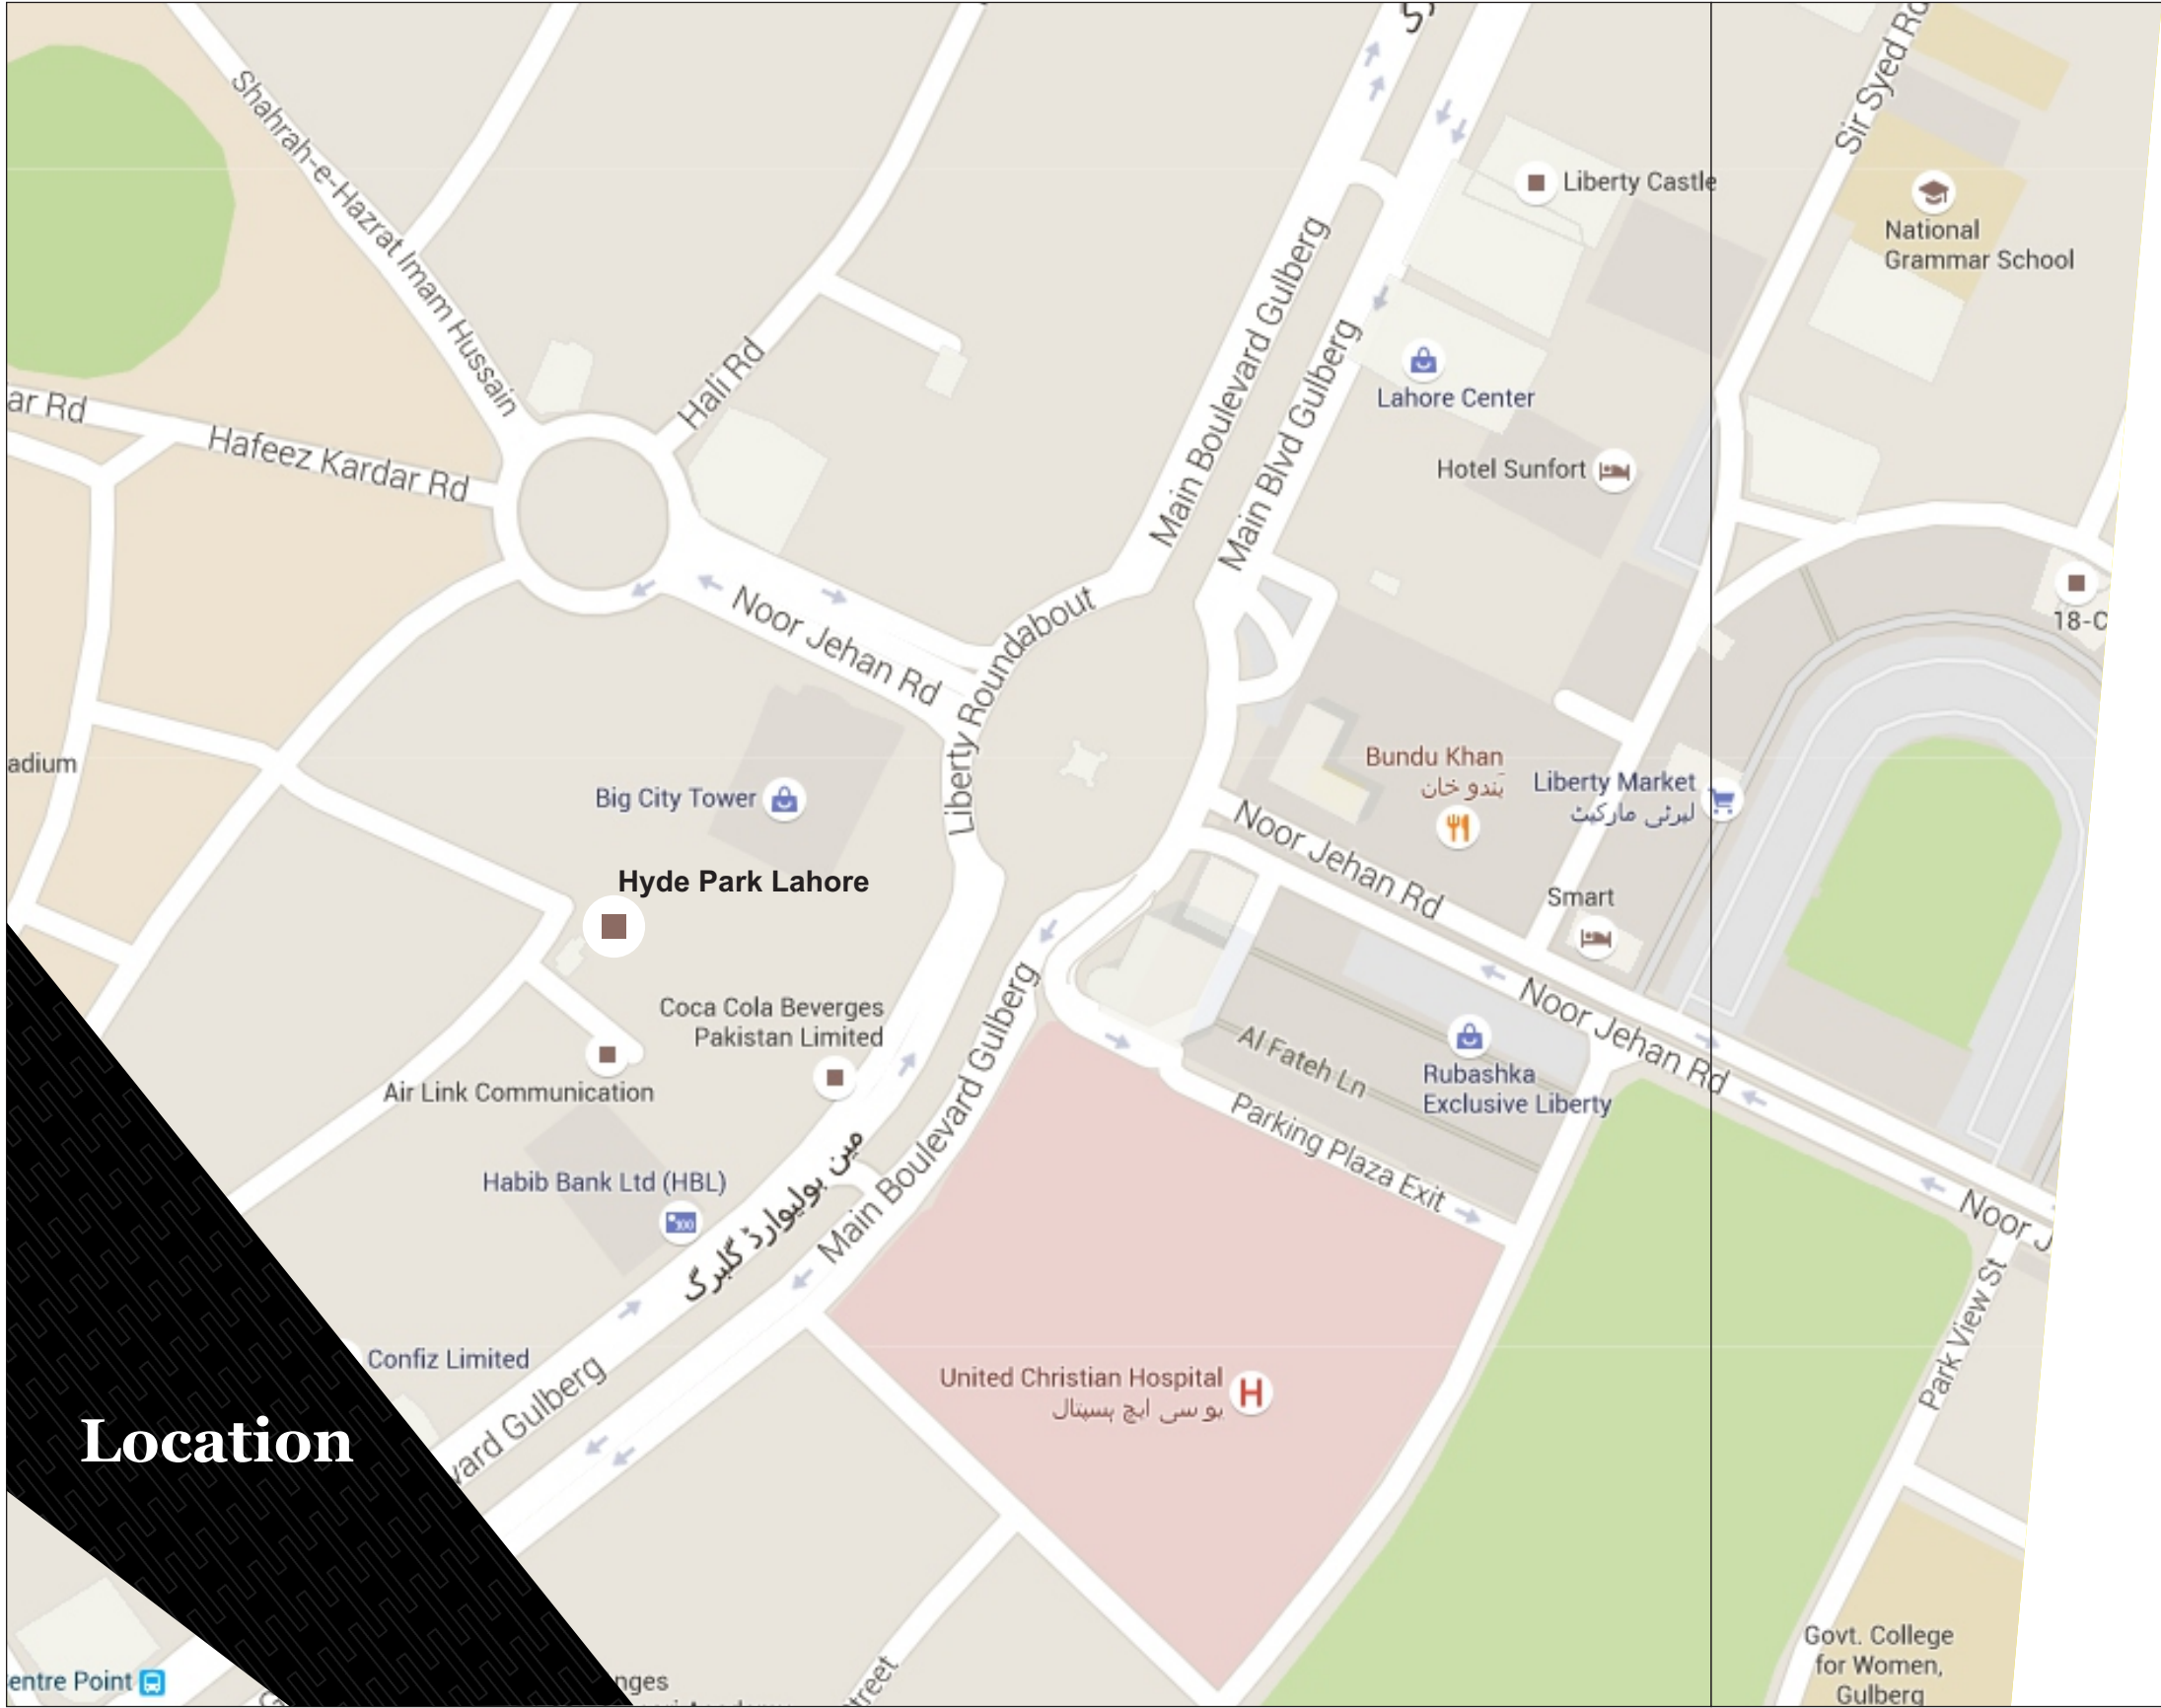 Sir Syed Rd
Shahrah-e-Hazrat Imam Hussain
Liberty Castle
National
Grammar School
Main Boulevard Gulberg
Main Blvd Gulberg
Hali Rd
Lahore Center
ar Rd
Hafeez Kardar Rd
Hotel Sunfort
Noor Jehan Rd
Liberty Roundabout
18-C
adium
Big City Tower
Bundu Khan
بندو خان
Liberty Market
لبرٹی مارکیٹ
Noor Jehan Rd
Hyde Park Lahore
Smart
Coca Cola Beverges
Pakistan Limited
Main Boulevard Gulberg
Noor Jehan Rd
Al Fateh Ln
Rubashka
Exclusive Liberty
Air Link Communication
Parking Plaza Exit
مین بولیوارڈ گلبرگ
Habib Bank Ltd (HBL)
300
Noor J
Park View St
Confiz Limited
United Christian Hospital
H
یو سی ایچ ہسپتال
vard Gulberg
Location
Govt. College
for Women,
Gulberg
entre Point
nges
treet